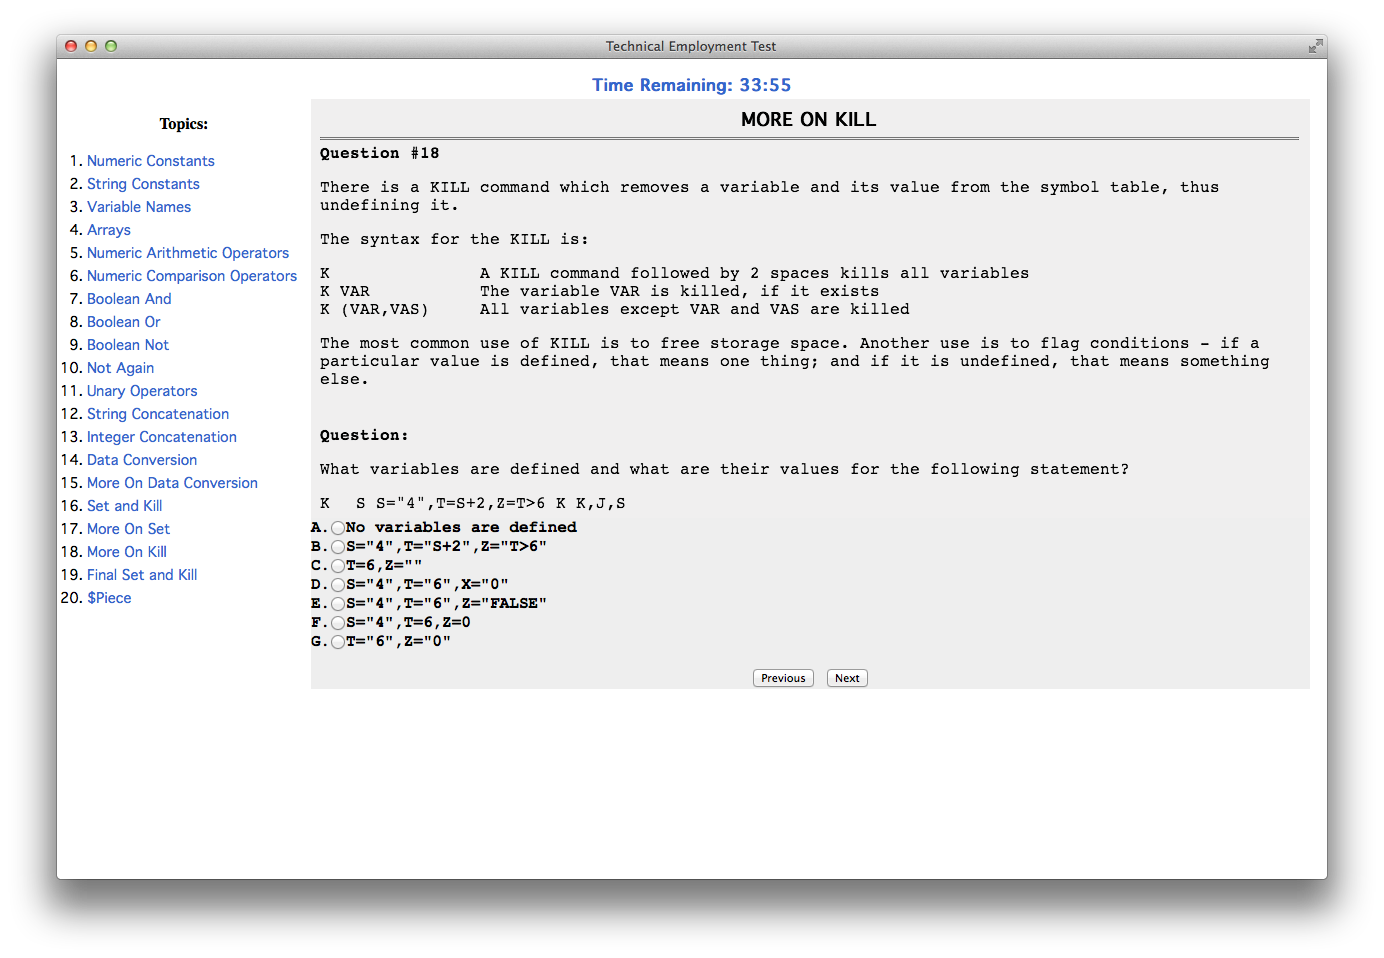 Technical Employment Test
Time Remaining: 33:55
Topics:
1. Numeric Constants
2. String Constants
3. Variable Names
4. Arrays
5. Numeric Arithmetic Operators
6. Numeric Comparison Operators
7. Boolean And
8. Boolean Or
9. Boolean Not
10. Not Again
11. Unary Operators
12. String Concatenation
13. Integer Concatenation
14. Data Conversion
15. More On Data Conversion
16. Set and Kill
17. More On Set
18. More On Kill
19. Final Set and Kill
20. $Piece
MORE ON KILL
Question #18
There is a KILL command which removes a variable and its value from the symbol table, thus
undefining it.
The syntax for the KILL is:
K A KILL command followed by 2 spaces kills all variables
K VAR The variable VAR is killed, if it exists
K (VAR,VAS) All variables except VAR and VAS are killed
The most common use of KILL is to free storage space. Another use is to flag conditions - if a
particular value is defined, that means one thing; and if it is undefined, that means something
else.
Question:
What variables are defined and what are their values for the following statement?
K  S S="4",T=S+2,Z=T>6 K K,J,S
A. No variables are defined
B. S="4",T="S+2",Z="T>6"
C. T=6,Z=""
D. S="4",T="6",X="0"
E. S="4",T="6",Z="FALSE"
F. S="4",T=6,Z=0
G. T="6",Z="0"
Previous Next